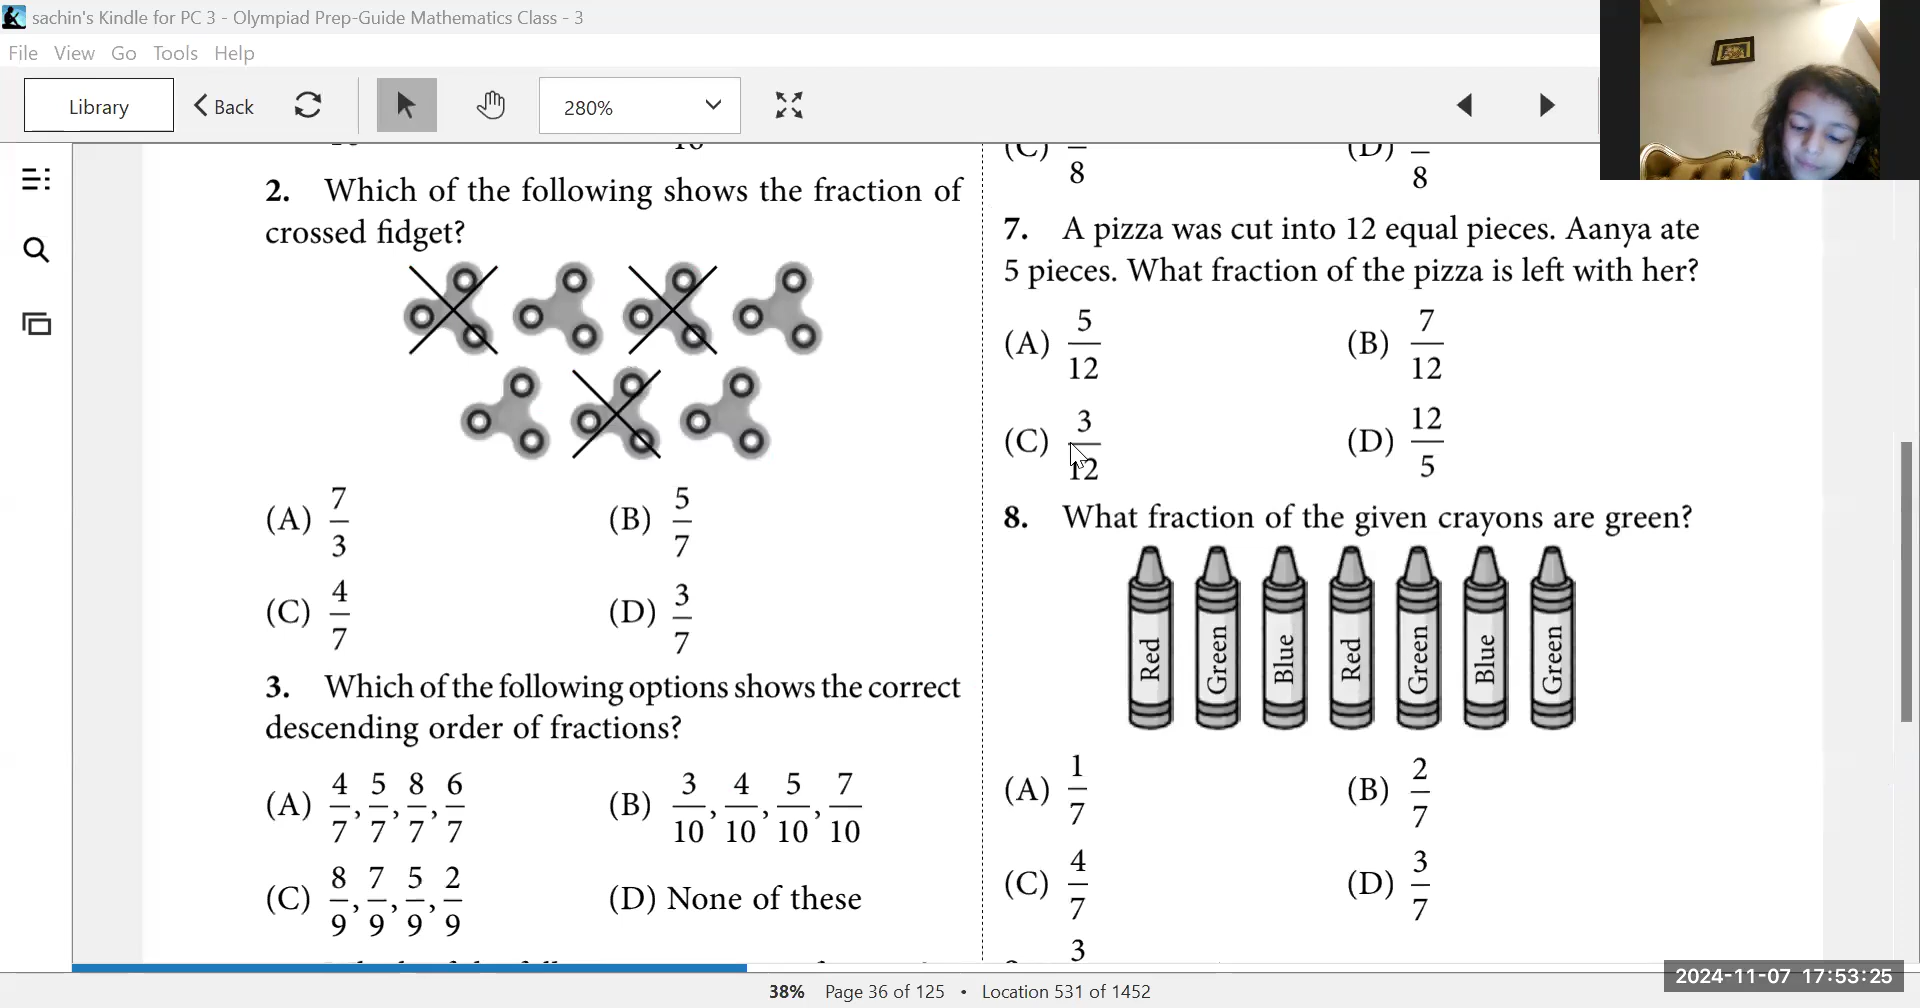 sachin's Kindle for PC 3 - Olympiad Prep-Guide Mathematics Class - 3
File View Go Tools Help
Library Back 280%
2. Which of the following shows the fraction of
crossed fidget?
(A) 7/3 (B) 5/7
(C) 4/7 (D) 3/7
3. Which of the following options shows the correct
descending order of fractions?
(A) 4/7, 5/7, 8/7, 6/7 (B) 3/10, 4/10, 5/10, 7/10
(C) 8/9, 7/9, 5/9, 2/9 (D) None of these
(C) 8 (D) 8
7. A pizza was cut into 12 equal pieces. Aanya ate
5 pieces. What fraction of the pizza is left with her?
(A) 5/12 (B) 7/12
(C) 3/12 (D) 12/5
8. What fraction of the given crayons are green?
Red Green Blue Red Green Blue Green
(A) 1/7 (B) 2/7
(C) 4/7 (D) 3/7
3
2024-11-07 17:53:25
38% Page 36 of 125 • Location 531 of 1452